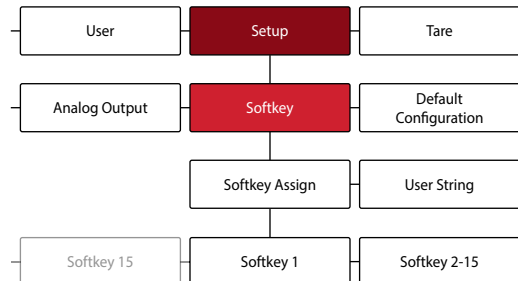 User
Setup
Tare
Analog Output
Softkey
Default
Configuration
Softkey Assign
User String
Softkey 15
Softkey 1
Softkey 2-15